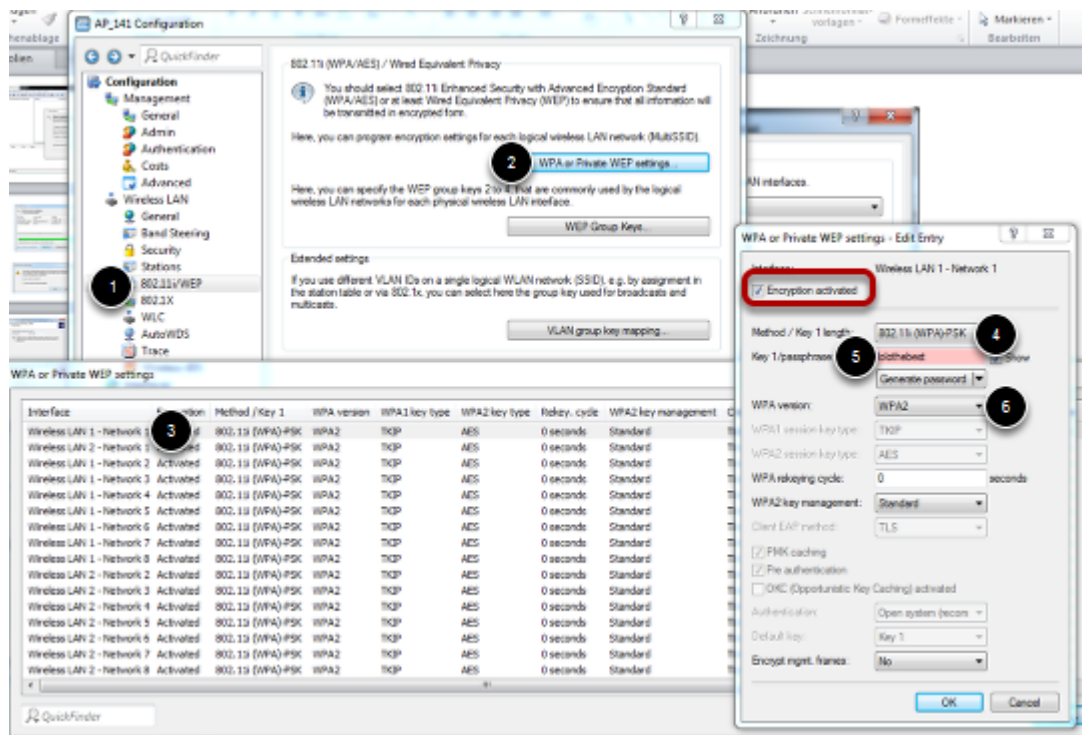 AP_141 Configuration
vorlagen
Formeffekte
Markieren
Zeichnung
Bearbeiten
QuickFinder
Configuration
Management
General
Admin
Authentication
Costs
Advanced
Wireless LAN
General
Band Steering
Security
Stations
802.11i/WEP
802.1X
WLC
AutoWDS
Trace
1
802.11i (WPA/AES) / Wired Equivalent Privacy
You should select 802.11i Enhanced Security with Advanced Encryption Standard
(WPA/AES) or at least Wired Equivalent Privacy (WEP) to ensure that all information will
be transmitted in encrypted form.
Here, you can program encryption settings for each logical wireless LAN network (MultiSSID).
2
WPA or Private WEP settings...
Here, you can specify the WEP group keys 2 to 4, that are commonly used by the logical
wireless LAN networks for each physical wireless LAN interface.
WEP Group Keys...
Extended settings
If you use different VLAN IDs on a single logical WLAN network (SSID), e.g. by assignment in
the station table or via 802.1x, you can select here the group key used for broadcasts and
multicasts.
VLAN group key mapping...
AN interfaces.
WPA or Private WEP settings
Interface Method / Key 1 WPA version WPA1 key type WPA2 key type Rekey. cycle WPA2 key management
3
Wireless LAN 1 - Network 802.11i (WPA)-PSK WPA2 TKIP AES 0 seconds Standard
Wireless LAN 2 - Network 802.11i (WPA)-PSK WPA2 TKIP AES 0 seconds Standard
Wireless LAN 1 - Network 2 Activated 802.11i (WPA)-PSK WPA2 TKIP AES 0 seconds Standard
Wireless LAN 1 - Network 3 Activated 802.11i (WPA)-PSK WPA2 TKIP AES 0 seconds Standard
Wireless LAN 1 - Network 4 Activated 802.11i (WPA)-PSK WPA2 TKIP AES 0 seconds Standard
Wireless LAN 1 - Network 5 Activated 802.11i (WPA)-PSK WPA2 TKIP AES 0 seconds Standard
Wireless LAN 1 - Network 6 Activated 802.11i (WPA)-PSK WPA2 TKIP AES 0 seconds Standard
Wireless LAN 1 - Network 7 Activated 802.11i (WPA)-PSK WPA2 TKIP AES 0 seconds Standard
Wireless LAN 1 - Network 8 Activated 802.11i (WPA)-PSK WPA2 TKIP AES 0 seconds Standard
Wireless LAN 2 - Network 2 Activated 802.11i (WPA)-PSK WPA2 TKIP AES 0 seconds Standard
Wireless LAN 2 - Network 3 Activated 802.11i (WPA)-PSK WPA2 TKIP AES 0 seconds Standard
Wireless LAN 2 - Network 4 Activated 802.11i (WPA)-PSK WPA2 TKIP AES 0 seconds Standard
Wireless LAN 2 - Network 5 Activated 802.11i (WPA)-PSK WPA2 TKIP AES 0 seconds Standard
Wireless LAN 2 - Network 6 Activated 802.11i (WPA)-PSK WPA2 TKIP AES 0 seconds Standard
Wireless LAN 2 - Network 7 Activated 802.11i (WPA)-PSK WPA2 TKIP AES 0 seconds Standard
Wireless LAN 2 - Network 8 Activated 802.11i (WPA)-PSK WPA2 TKIP AES 0 seconds Standard
QuickFinder
WPA or Private WEP settings - Edit Entry
Interface: Wireless LAN 1 - Network 1
Encryption activated
Method / Key 1 length: 802.11i (WPA)-PSK 4
Key 1/passphrase 5 Show
Generate password
WPA version: WPA2 6
WPA1 session key type: TKIP
WPA2 session key type: AES
WPA rekeying cycle: 0 seconds
WPA2 key management: Standard
Client EAP method: TLS
PMK caching
Pre authentication
OKC (Opportunistic Key Caching) activated
Authentication: Open system (recom
Default key: Key 1
Encrypt mgmt. frames: No
OK Cancel